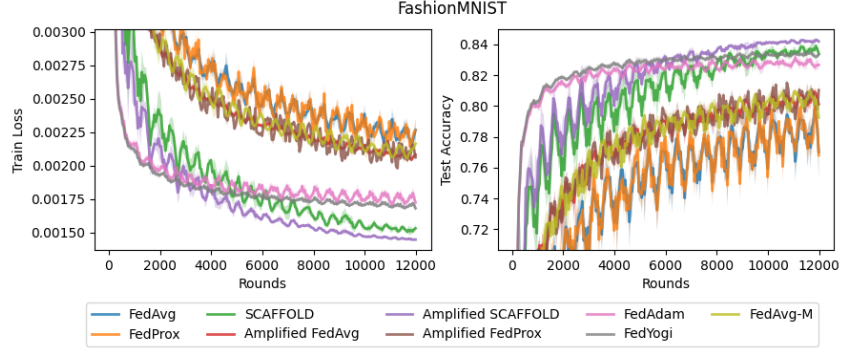 FashionMNIST
0.00300
0.00275
0.00250
0.00225
0.00200
0.00175
0.00150
Train Loss
0 2000 4000 6000 8000 10000 12000
Rounds
0.84
0.82
0.80
0.78
0.76
0.74
0.72
Test Accuracy
0 2000 4000 6000 8000 10000 12000
Rounds
FedAvg SCAFFOLD Amplified SCAFFOLD FedAdam FedAvg-M
FedProx Amplified FedAvg Amplified FedProx FedYogi